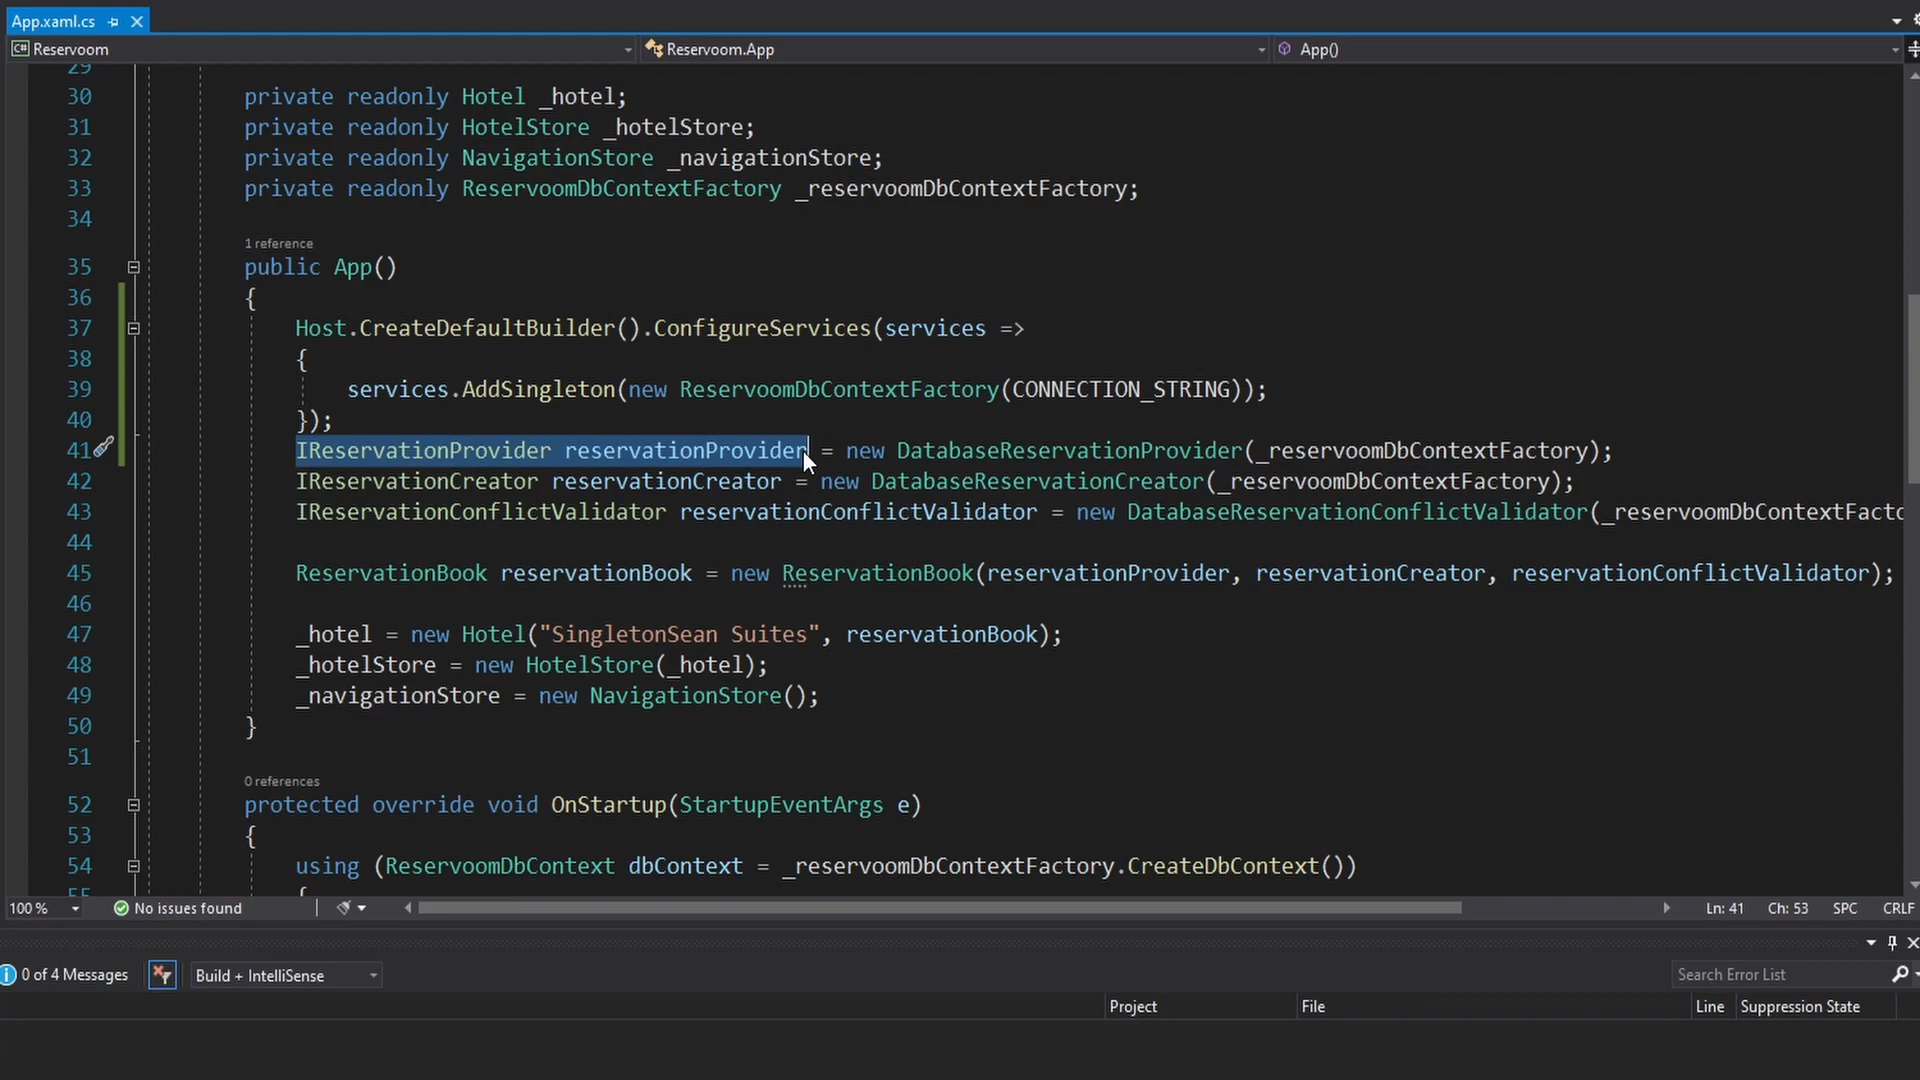 App.xaml.cs
Reservoom
Reservoom.App
App()
29
30 private readonly Hotel _hotel;
31 private readonly HotelStore _hotelStore;
32 private readonly NavigationStore _navigationStore;
33 private readonly ReservoomDbContextFactory _reservoomDbContextFactory;
34
1 reference
35 public App()
36 {
37 Host.CreateDefaultBuilder().ConfigureServices(services =>
38 {
39 services.AddSingleton(new ReservoomDbContextFactory(CONNECTION_STRING));
40 });
41 IReservationProvider reservationProvider = new DatabaseReservationProvider(_reservoomDbContextFactory);
42 IReservationCreator reservationCreator = new DatabaseReservationCreator(_reservoomDbContextFactory);
43 IReservationConflictValidator reservationConflictValidator = new DatabaseReservationConflictValidator(_reservoomDbContextFacto
44
45 ReservationBook reservationBook = new ReservationBook(reservationProvider, reservationCreator, reservationConflictValidator);
46
47 _hotel = new Hotel("SingletonSean Suites", reservationBook);
48 _hotelStore = new HotelStore(_hotel);
49 _navigationStore = new NavigationStore();
50 }
51
0 references
52 protected override void OnStartup(StartupEventArgs e)
53 {
54 using (ReservoomDbContext dbContext = _reservoomDbContextFactory.CreateDbContext())
55 {
100 % No issues found Ln: 41 Ch: 53 SPC CRLF
0 of 4 Messages Build + IntelliSense Search Error List
Project File Line Suppression State